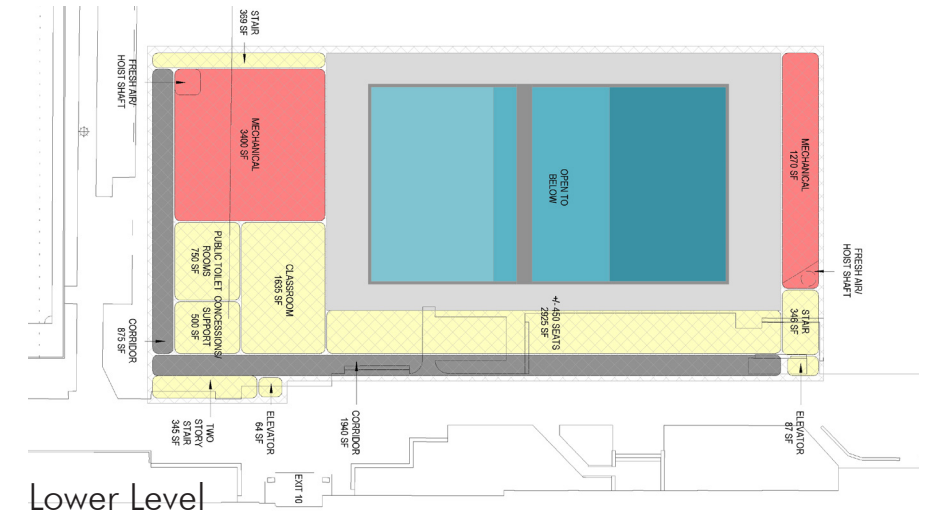 STAIR
369 SF
FRESH AIR/
HOIST SHAFT
MECHANICAL
3400 SF
OPEN TO
BELOW
MECHANICAL
1270 SF
FRESH AIR/
HOIST SHAFT
PUBLIC TOILET
ROOMS
750 SF
CLASSROOM
1635 SF
CONCESSIONS/
SUPPORT
500 SF
+/- 450 SEATS
2925 SF
STAIR
346 SF
CORRIDOR
875 SF
TWO
STORY
STAIR
345 SF
ELEVATOR
64 SF
CORRIDOR
1940 SF
ELEVATOR
87 SF
EXIT 10
Lower Level